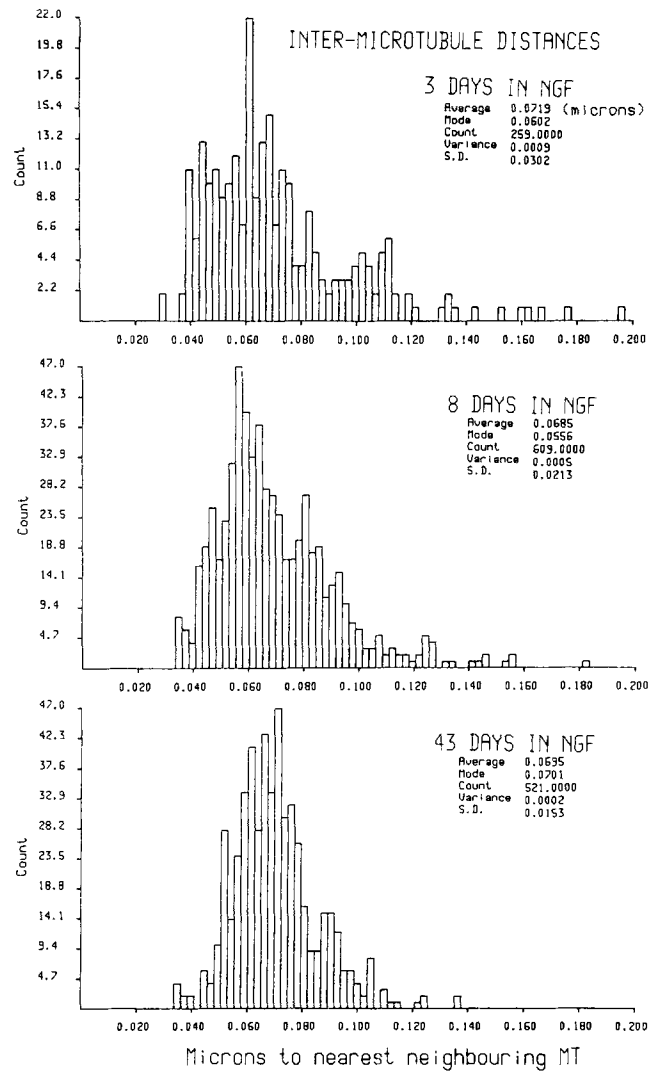 INTER-MICROTUBULE DISTANCES
3 DAYS IN NGF
Average 0.0719 (microns)
Mode 0.0602
Count 259.0000
Variance 0.0009
S.D. 0.0302
Count
22.0
19.8
17.6
15.4
13.2
11.0
8.8
6.6
4.4
2.2
0.020 0.040 0.060 0.080 0.100 0.120 0.140 0.160 0.180 0.200
8 DAYS IN NGF
Average 0.0685
Mode 0.0556
Count 609.0000
Variance 0.0005
S.D. 0.0213
Count
47.0
42.3
37.6
32.9
28.2
23.5
18.8
14.1
9.4
4.7
0.020 0.040 0.060 0.080 0.100 0.120 0.140 0.160 0.180 0.200
43 DAYS IN NGF
Average 0.0695
Mode 0.0701
Count 521.0000
Variance 0.0002
S.D. 0.0153
Count
47.0
42.3
37.6
32.9
28.2
23.5
18.8
14.1
9.4
4.7
0.020 0.040 0.060 0.080 0.100 0.120 0.140 0.160 0.180 0.200
Microns to nearest neighbouring MT